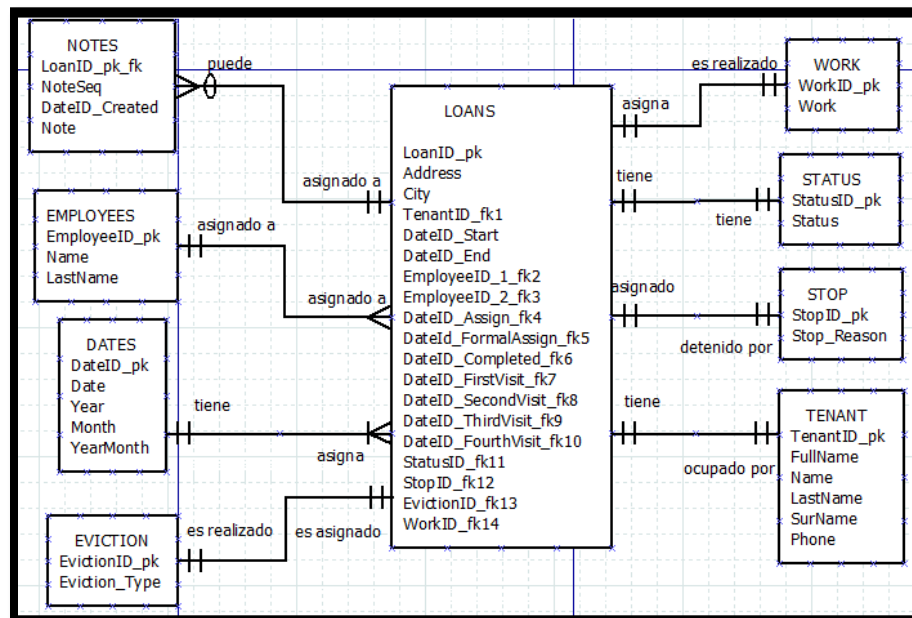 NOTES
LoanID_pk_fk
NoteSeq
DateID_Created
Note
puede
asignado a
EMPLOYEES
EmployeeID_pk
Name
LastName
asignado a
asignado a
DATES
DateID_pk
Date
Year
Month
YearMonth
tiene
asigna
EVICTION
EvictionID_pk
Eviction_Type
es realizado
es asignado
LOANS
LoanID_pk
Address
City
TenantID_fk1
DateID_Start
DateID_End
EmployeeID_1_fk2
EmployeeID_2_fk3
DateID_Assign_fk4
DateId_FormalAssign_fk5
DateID_Completed_fk6
DateID_FirstVisit_fk7
DateID_SecondVisit_fk8
DateID_ThirdVisit_fk9
DateID_FourthVisit_fk10
StatusID_fk11
StopID_fk12
EvictionID_fk13
WorkID_fk14
es realizado
asigna
WORK
WorkID_pk
Work
tiene
tiene
STATUS
StatusID_pk
Status
asignado
detenido por
STOP
StopID_pk
Stop_Reason
tiene
ocupado por
TENANT
TenantID_pk
FullName
Name
LastName
SurName
Phone